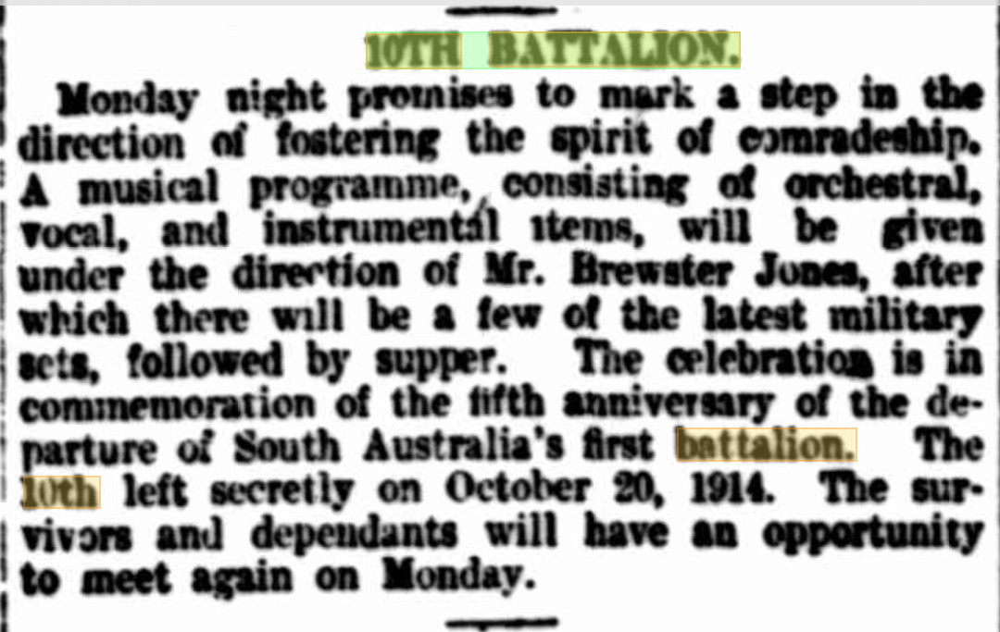 10TH BATTALION.
Monday night promises to mark a step in the
direction of fostering the spirit of comradeship.
A musical programme, consisting of orchestral,
vocal, and instrumental items, will be given
under the direction of Mr. Brewster Jones, after
which there will be a few of the latest military
sets, followed by supper. The celebration is in
commemoration of the fifth anniversary of the de-
parture of South Australia's first battalion. The
10th left secretly on October 20, 1914. The sur-
vivors and dependants will have an opportunity
to meet again on Monday.